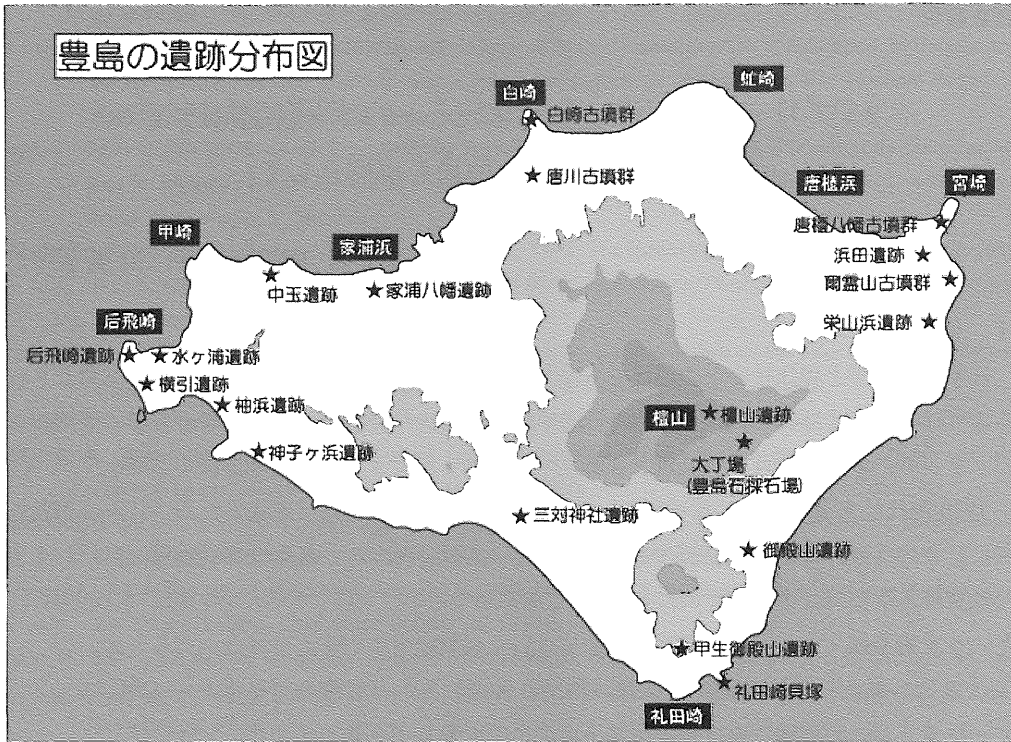 豊島の遺跡分布図
白崎
虻崎
白崎古墳群
唐川古墳群
唐櫃浜
宮崎
唐櫃八幡古墳群
甲崎
家浦浜
浜田遺跡
中玉遺跡
家浦八幡遺跡
爾霊山古墳群
后飛崎
栄山浜遺跡
后飛崎遺跡
水ヶ浦遺跡
横引遺跡
柚浜遺跡
檀山
檀山遺跡
神子ヶ浜遺跡
大丁場
(豊島石採石場)
三対神社遺跡
御殿山遺跡
甲生御殿山遺跡
礼田崎貝塚
礼田崎